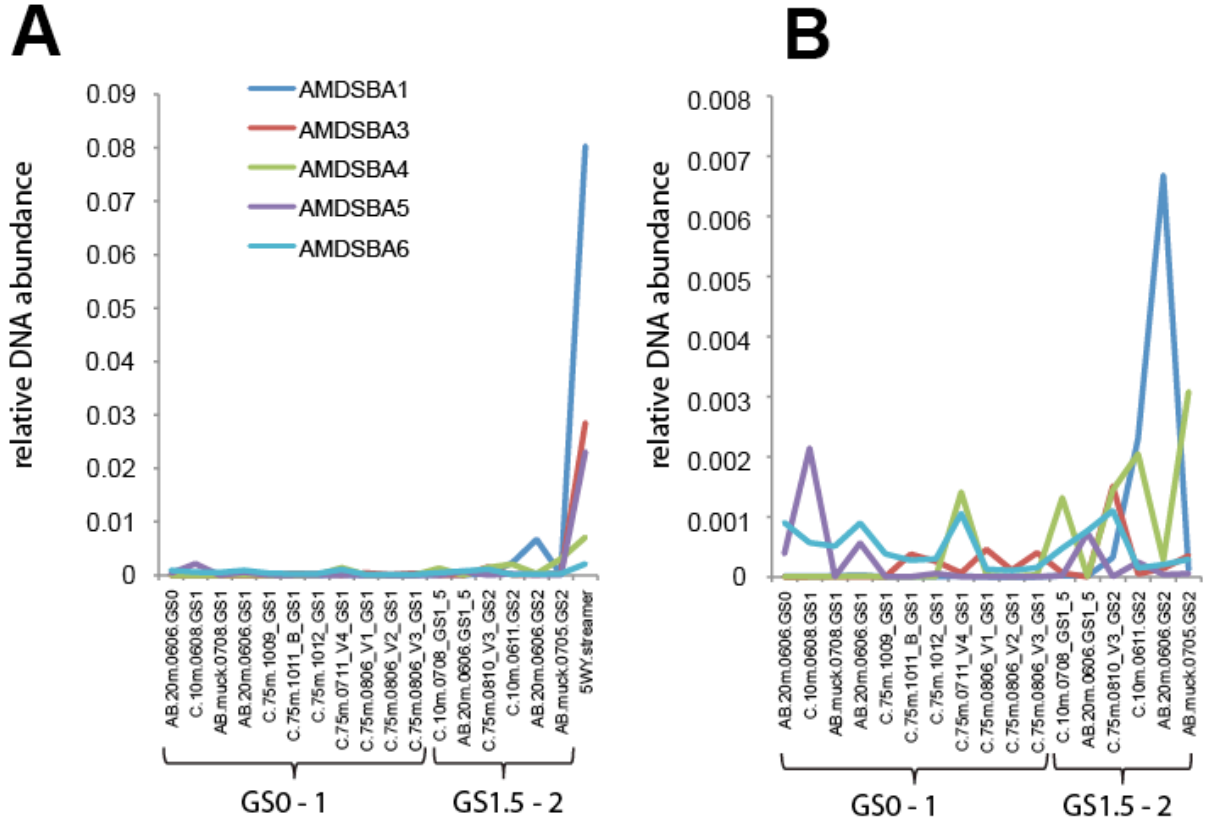 A
relative DNA abundance
0.09
0.08
0.07
0.06
0.05
0.04
0.03
0.02
0.01
0
AMDSBA1
AMDSBA3
AMDSBA4
AMDSBA5
AMDSBA6
AB.20m.0606.GS0
C.10m.0608.GS1
AB.muck.0708.GS1
AB.20m.0606.GS1
C.75m.1009_GS1
C.75m.1011_B_GS1
C.75m.1012_GS1
C.75m.0711_V4_GS1
C.75m.0806_V1_GS1
C.75m.0806_V2_GS1
C.75m.0806_V3_GS1
C.10m.0708_GS1_5
AB.20m.0606.GS1_5
C.75m.0810_V3_GS2
C.10m.0611.GS2
AB.20m.0606.GS2
AB.muck.0705.GS2
5WY.streamer
GS0 - 1
GS1.5 - 2
B
relative DNA abundance
0.008
0.007
0.006
0.005
0.004
0.003
0.002
0.001
0
AB.20m.0606.GS0
C.10m.0608.GS1
AB.muck.0708.GS1
AB.20m.0606.GS1
C.75m.1009_GS1
C.75m.1011_B_GS1
C.75m.1012_GS1
C.75m.0711_V4_GS1
C.75m.0806_V1_GS1
C.75m.0806_V2_GS1
C.75m.0806_V3_GS1
C.10m.0708_GS1_5
AB.20m.0606.GS1_5
C.75m.0810_V3_GS2
C.10m.0611.GS2
AB.20m.0606.GS2
AB.muck.0705.GS2
GS0 - 1
GS1.5 - 2